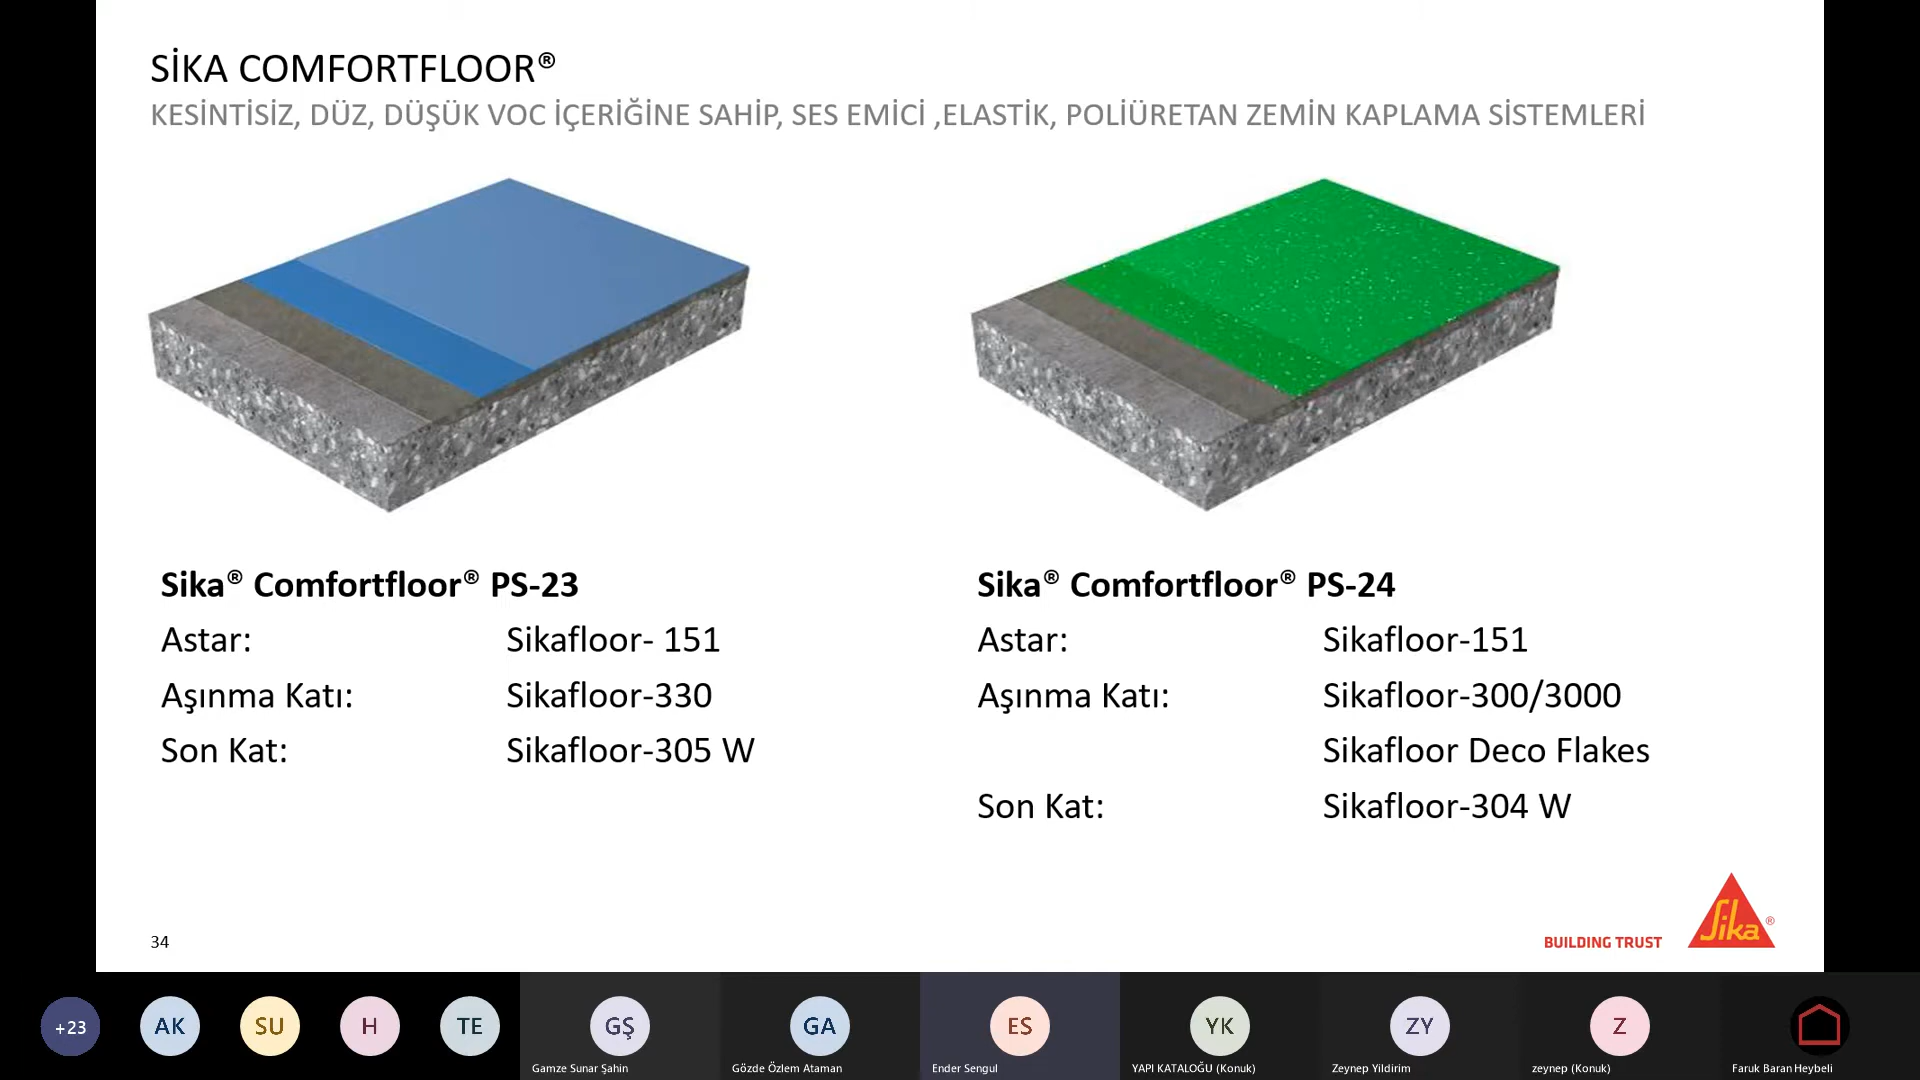 SİKA COMFORTFLOOR®
KESİNTİSİZ, DÜZ, DÜŞÜK VOC İÇERİĞİNE SAHİP, SES EMİCİ ,ELASTİK, POLİÜRETAN ZEMİN KAPLAMA SİSTEMLERİ
Sika® Comfortfloor® PS-23
Astar: Sikafloor- 151
Aşınma Katı: Sikafloor-330
Son Kat: Sikafloor-305 W
Sika® Comfortfloor® PS-24
Astar: Sikafloor-151
Aşınma Katı: Sikafloor-300/3000
Sikafloor Deco Flakes
Son Kat: Sikafloor-304 W
34
BUILDING TRUST
Sika®
+23
AK
SU
H
TE
GŞ
Gamze Sunar Şahin
GA
Gözde Özlem Ataman
ES
Ender Sengul
YK
YAPI KATALOĞU (Konuk)
ZY
Zeynep Yildirim
Z
zeynep (Konuk)
Faruk Baran Heybeli